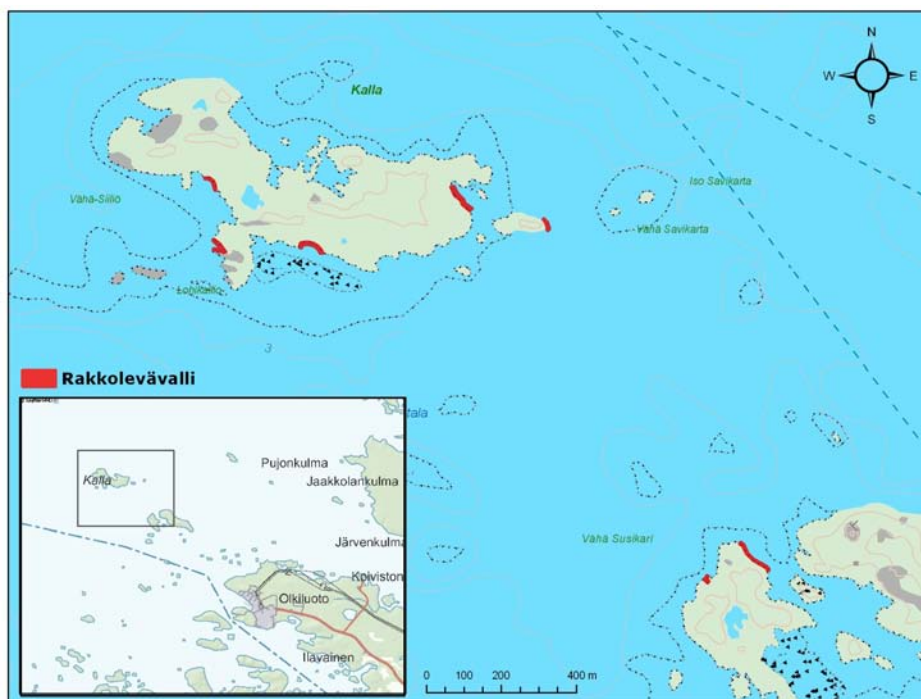 N
W E
S
Kalla
Iso Savikarta
Vähä-Siiliö
Vähä Savikarta
3
Rakkolevävalli
Pujonkulma
Kalla
Jaakkolankulma
Järvenkulma
Vähä Susikari
Koiviston
Olkiluoto
Ilavainen
0 100 200 400 m